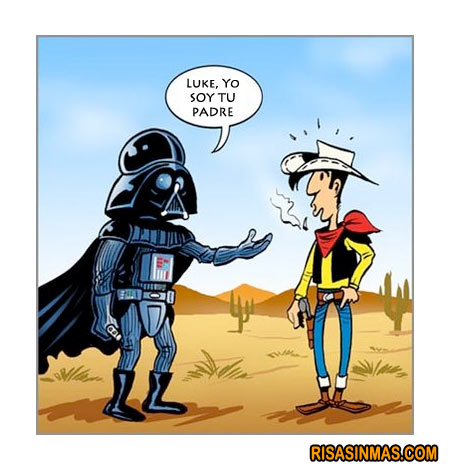 Luke, Yo
soy tu
padre
RISASINMAS.COM